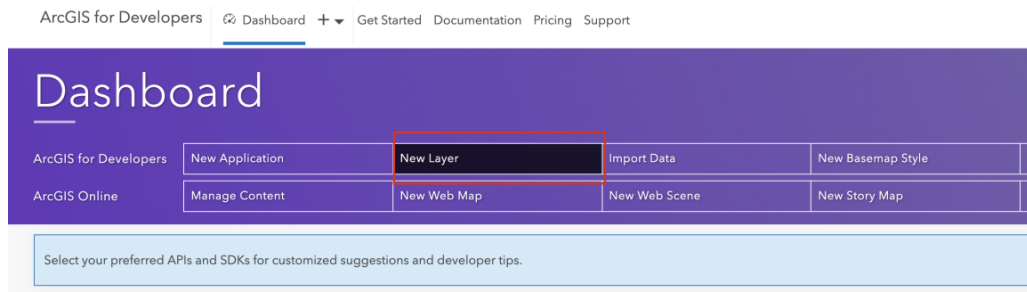 ArcGIS for Developers Dashboard + Get Started Documentation Pricing Support
Dashboard
ArcGIS for Developers New Application New Layer Import Data New Basemap Style
ArcGIS Online Manage Content New Web Map New Web Scene New Story Map
Select your preferred APIs and SDKs for customized suggestions and developer tips.